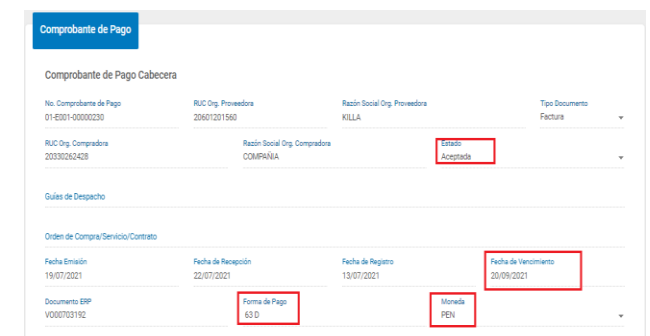 Comprobante de Pago
Comprobante de Pago Cabecera
No. Comprobante de Pago RUC Org. Proveedora Razón Social Org. Proveedora Tipo Documento
01-E001-00000230 20601201560 KILLA Factura
RUC Org. Compradora Razón Social Org. Compradora Estado
20330262428 COMPAÑIA Aceptada
Guías de Despacho
Orden de Compra/Servicio/Contrato
Fecha Emisión Fecha de Recepción Fecha de Registro Fecha de Vencimiento
19/07/2021 22/07/2021 13/07/2021 20/09/2021
Documento ERP Forma de Pago Moneda
VO00703192 63 D PEN